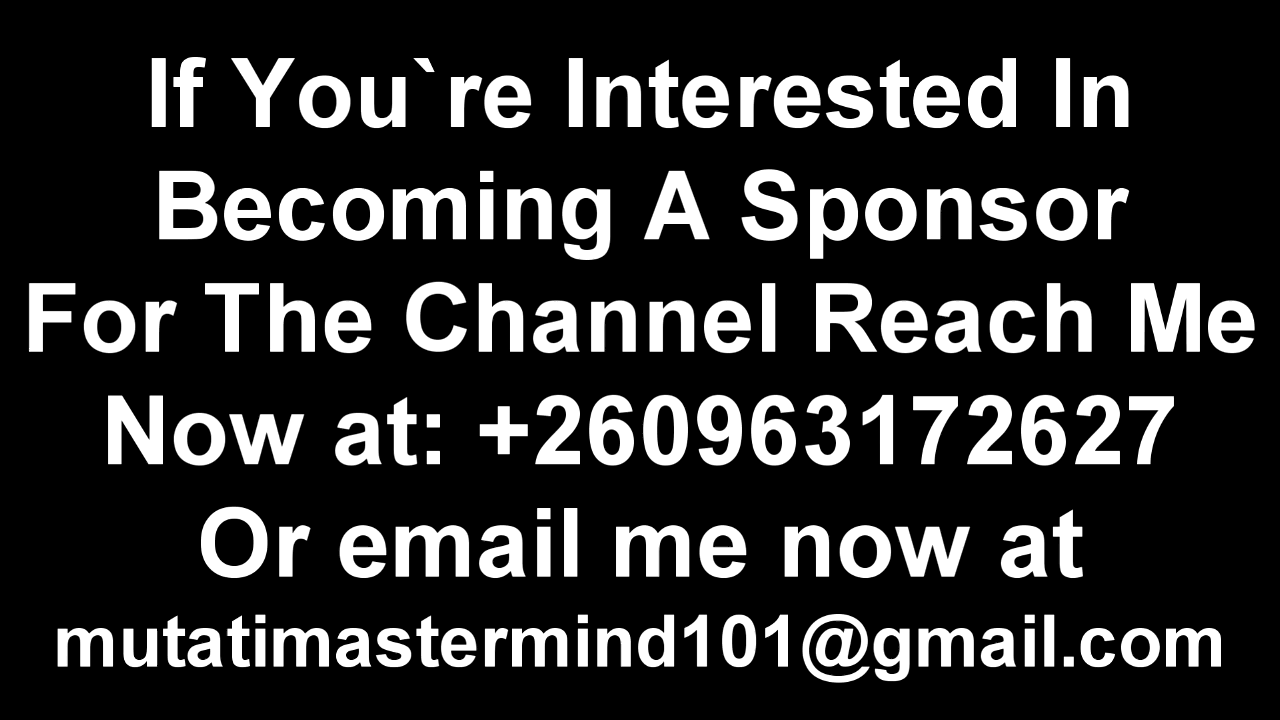 If You`re Interested In
Becoming A Sponsor
For The Channel Reach Me
Now at: +260963172627
Or email me now at
mutatimastermind101@gmail.com